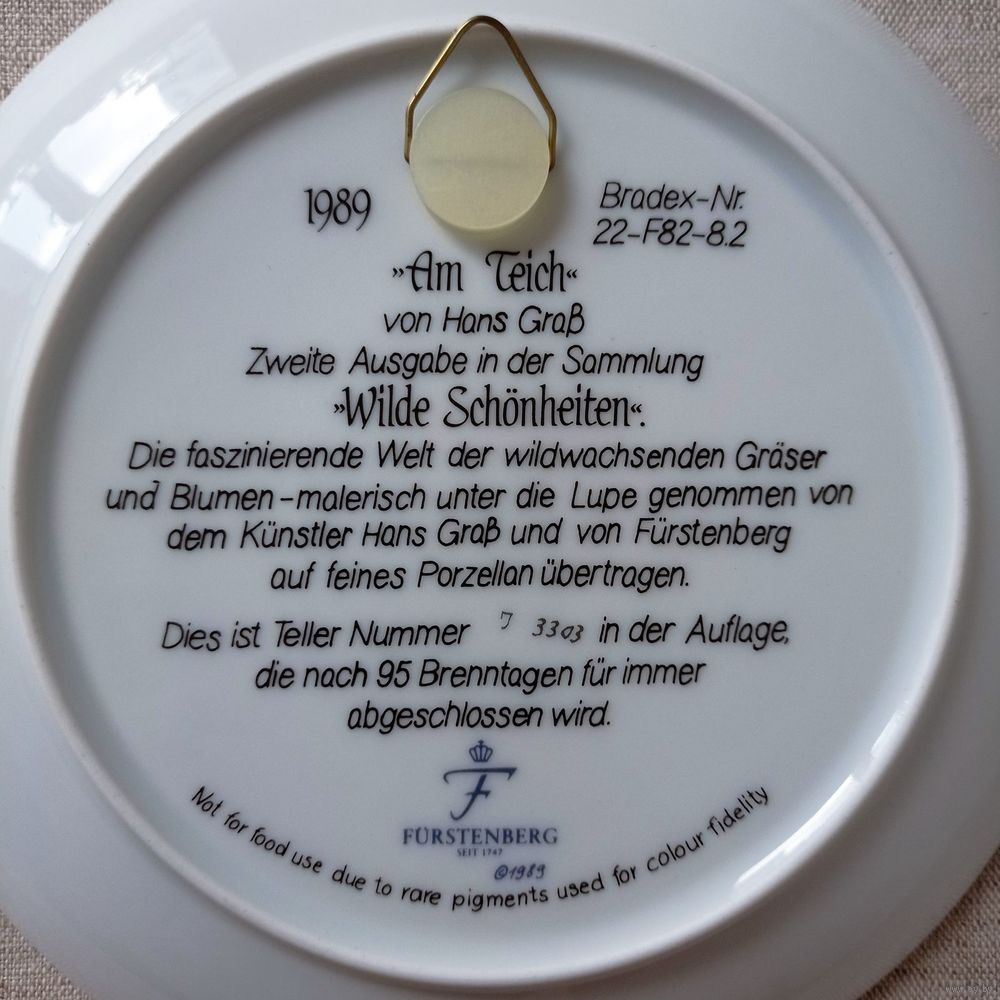 1989
Bradex-Nr.
22-F82-8.2
»Am Teich«
von Hans Graß
Zweite Ausgabe in der Sammlung
»Wilde Schönheiten«.
Die faszinierende Welt der wildwachsenden Gräser
und Blumen-malerisch unter die Lupe genommen von
dem Künstler Hans Graß und von Fürstenberg
auf feines Porzellan übertragen.
Dies ist Teller Nummer J 3303 in der Auflage,
die nach 95 Brenntagen für immer
abgeschlossen wird.
F
FÜRSTENBERG
SEIT 1747
©1989
Not for food use due to rare pigments used for colour fidelity